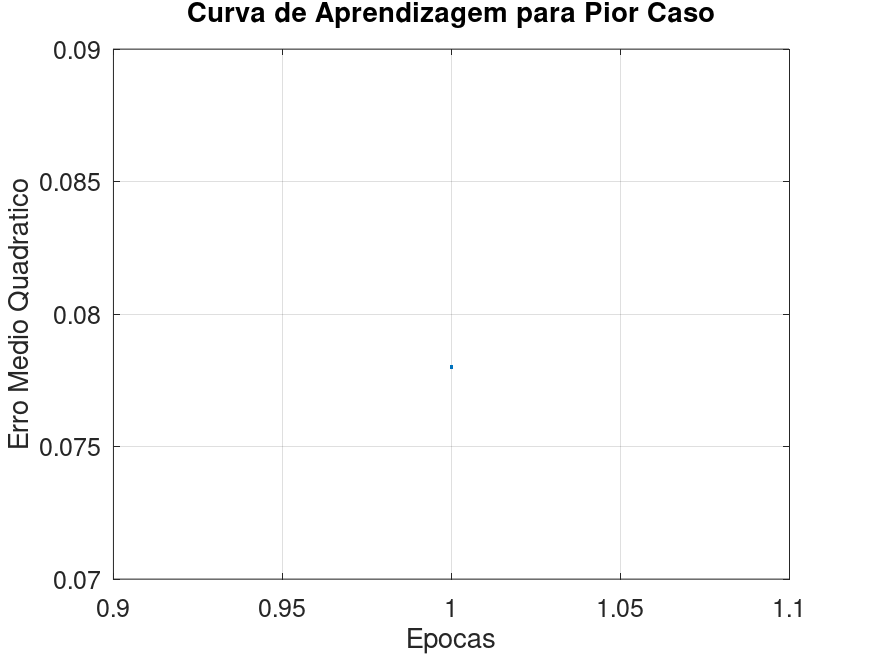 Curva de Aprendizagem para Pior Caso
0.09
0.085
0.08
0.075
0.07
Erro Medio Quadratico
0.9 0.95 1 1.05 1.1
Epocas